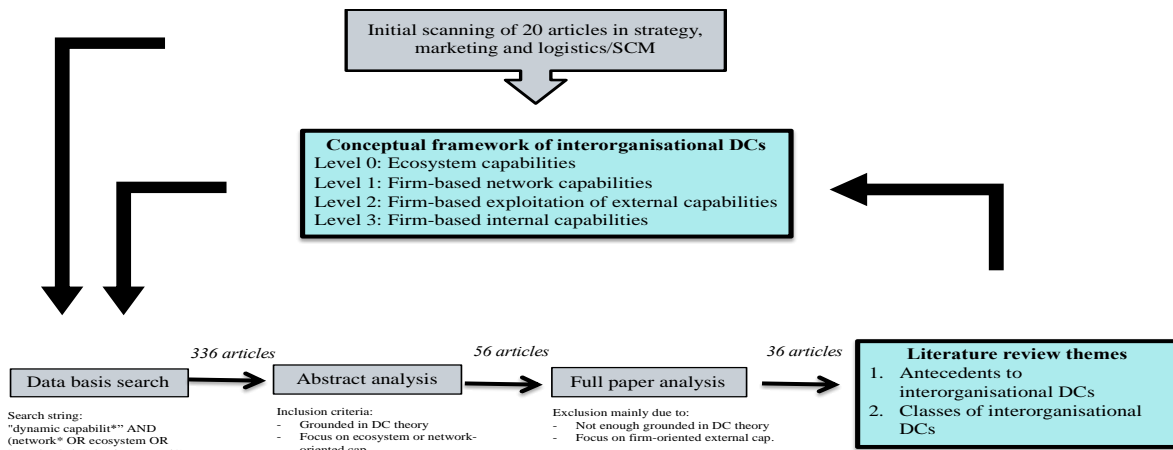 Initial scanning of 20 articles in strategy,
marketing and logistics/SCM
Conceptual framework of interorganisational DCs
Level 0: Ecosystem capabilities
Level 1: Firm-based network capabilities
Level 2: Firm-based exploitation of external capabilities
Level 3: Firm-based internal capabilities
336 articles
56 articles
36 articles
Data basis search
Abstract analysis
Full paper analysis
Literature review themes
1. Antecedents to
interorganisational DCs
2. Classes of interorganisational
DCs
Search string:
"dynamic capabilit*" AND
(network* OR ecosystem OR
Inclusion criteria:
- Grounded in DC theory
- Focus on ecosystem or network-
oriented cap.
Exclusion mainly due to:
- Not enough grounded in DC theory
- Focus on firm-oriented external cap.